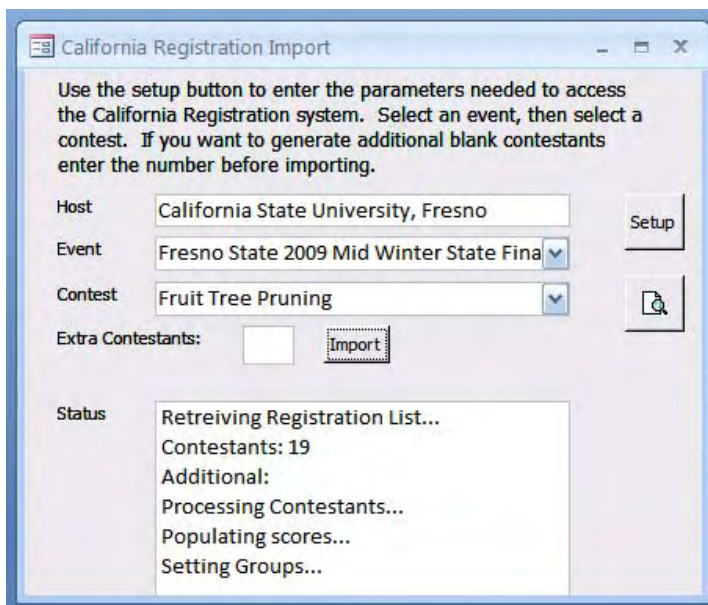 California Registration Import
Use the setup button to enter the parameters needed to access
the California Registration system. Select an event, then select a
contest. If you want to generate additional blank contestants
enter the number before importing.
Host
California State University, Fresno
Setup
Event
Fresno State 2009 Mid Winter State Fina
Contest
Fruit Tree Pruning
Extra Contestants:
Import
Status
Retreiving Registration List...
Contestants: 19
Additional:
Processing Contestants...
Populating scores...
Setting Groups...